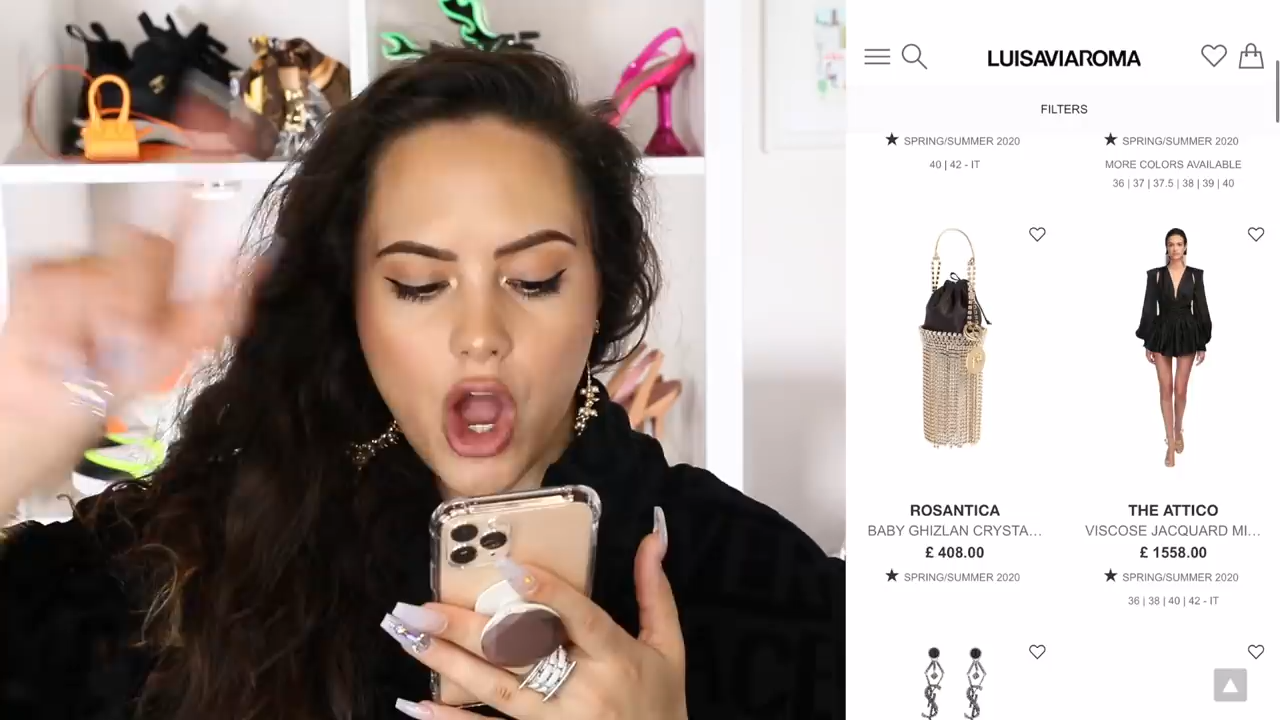 LUISAVIAROMA
FILTERS
★ SPRING/SUMMER 2020
40 | 42 - IT
★ SPRING/SUMMER 2020
MORE COLORS AVAILABLE
36 | 37 | 37.5 | 38 | 39 | 40
ROSANTICA
BABY GHIZLAN CRYSTA...
£ 408.00
★ SPRING/SUMMER 2020
THE ATTICO
VISCOSE JACQUARD MI...
£ 1558.00
★ SPRING/SUMMER 2020
36 | 38 | 40 | 42 - IT